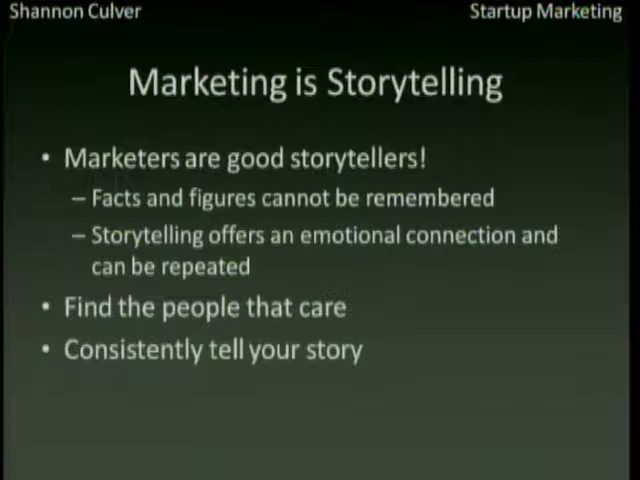 Shannon Culver
Startup Marketing
Marketing is Storytelling
• Marketers are good storytellers!
– Facts and figures cannot be remembered
– Storytelling offers an emotional connection and
can be repeated
• Find the people that care
• Consistently tell your story